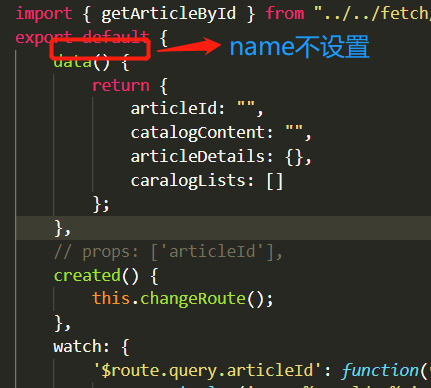 import { getArticleById } from "../../fetch/
export default {
name不设置
data() {
return {
articleId: "",
catalogContent: "",
articleDetails: {},
caralogLists: []
};
},
// props: ['articleId'],
created() {
this.changeRoute();
},
watch: {
'$route.query.articleId': function(